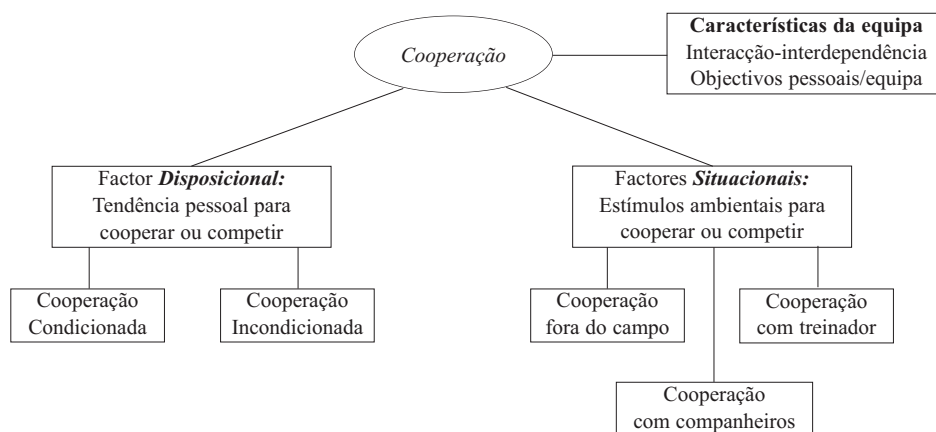 Cooperação
Características da equipa
Interacção-interdependência
Objectivos pessoais/equipa
Factor Disposicional:
Tendência pessoal para
cooperar ou competir
Factores Situacionais:
Estímulos ambientais para
cooperar ou competir
Cooperação
Condicionada
Cooperação
Incondicionada
Cooperação
fora do campo
Cooperação
com treinador
Cooperação
com companheiros